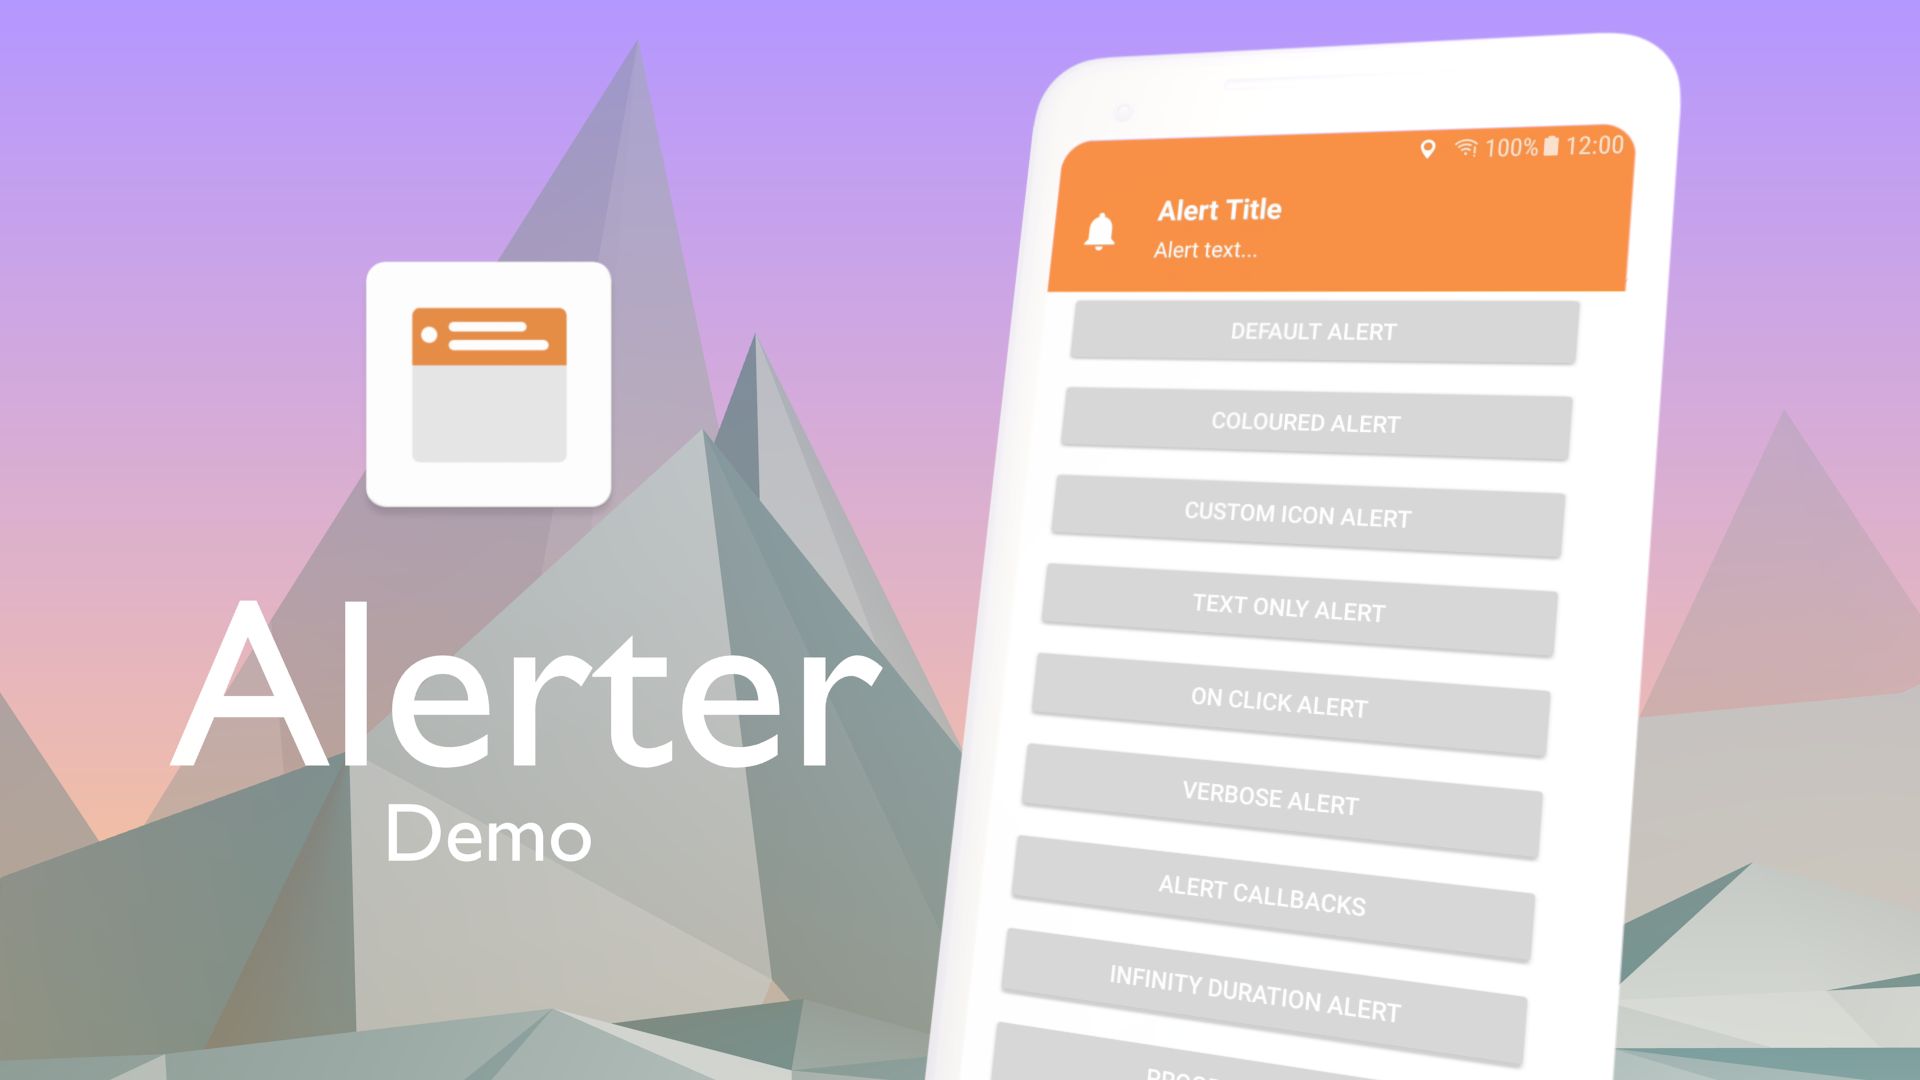 Alerter
Demo
100% 12:00
Alert Title
Alert text...
DEFAULT ALERT
COLOURED ALERT
CUSTOM ICON ALERT
TEXT ONLY ALERT
ON CLICK ALERT
VERBOSE ALERT
ALERT CALLBACKS
INFINITY DURATION ALERT